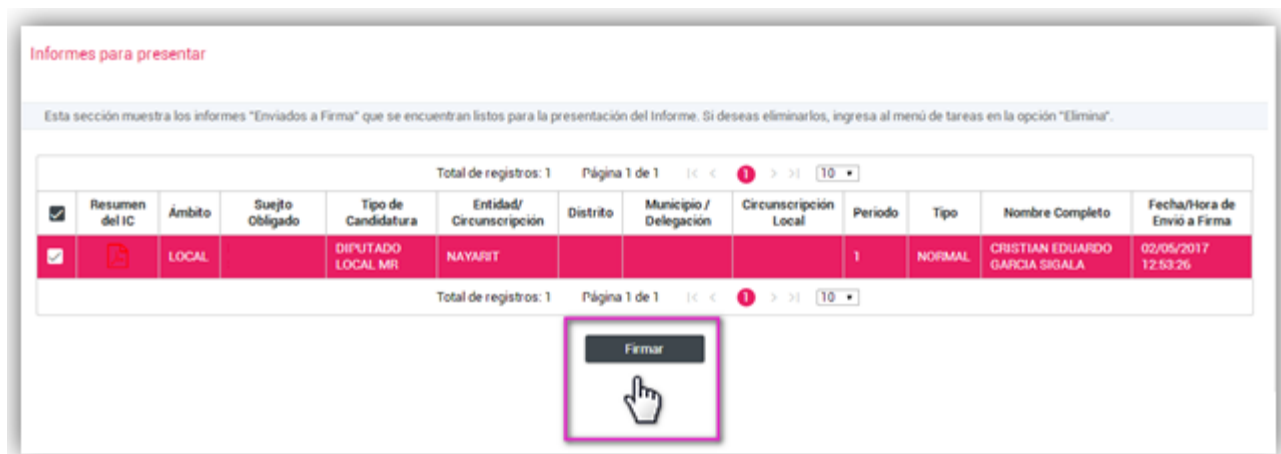 Informes para presentar
Esta sección muestra los informes "Enviados a Firma" que se encuentran listos para la presentación del Informe. Si deseas eliminarlos, ingresa al menú de tareas en la opción "Elimina".
Total de registros: 1 Página 1 de 1 |< < 1 > >| 10
Resumen del IC Ámbito Suejto Obligado Tipo de Candidatura Entidad/ Circunscripción Distrito Municipio / Delegación Circunscripción Local Periodo Tipo Nombre Completo Fecha/Hora de Envió a Firma
LOCAL DIPUTADO LOCAL MR NAYARIT 1 NORMAL CRISTIAN EDUARDO GARCIA SIGALA 02/05/2017 12:53:26
Total de registros: 1 Página 1 de 1 |< < 1 > >| 10
Firmar